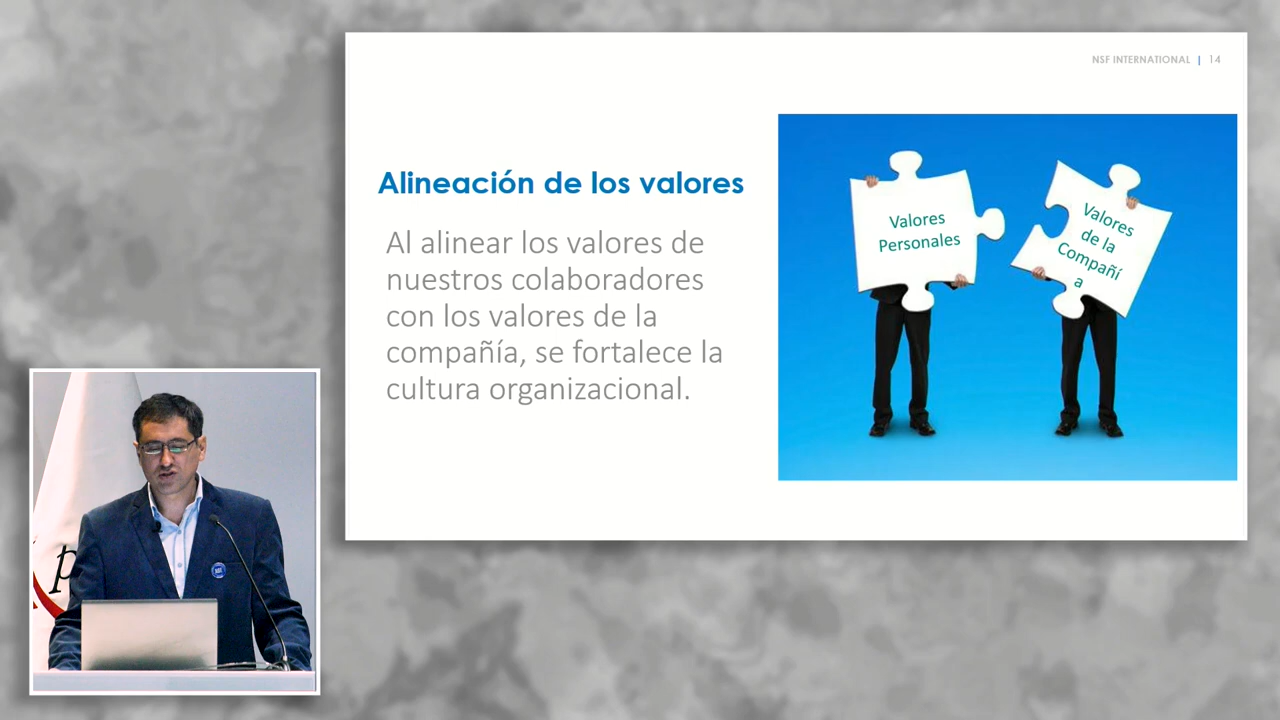 NSF INTERNATIONAL | 14
Alineación de los valores
Al alinear los valores de
nuestros colaboradores
con los valores de la
compañía, se fortalece la
cultura organizacional.
Valores
Personales
Valores
de la
Compañí
a